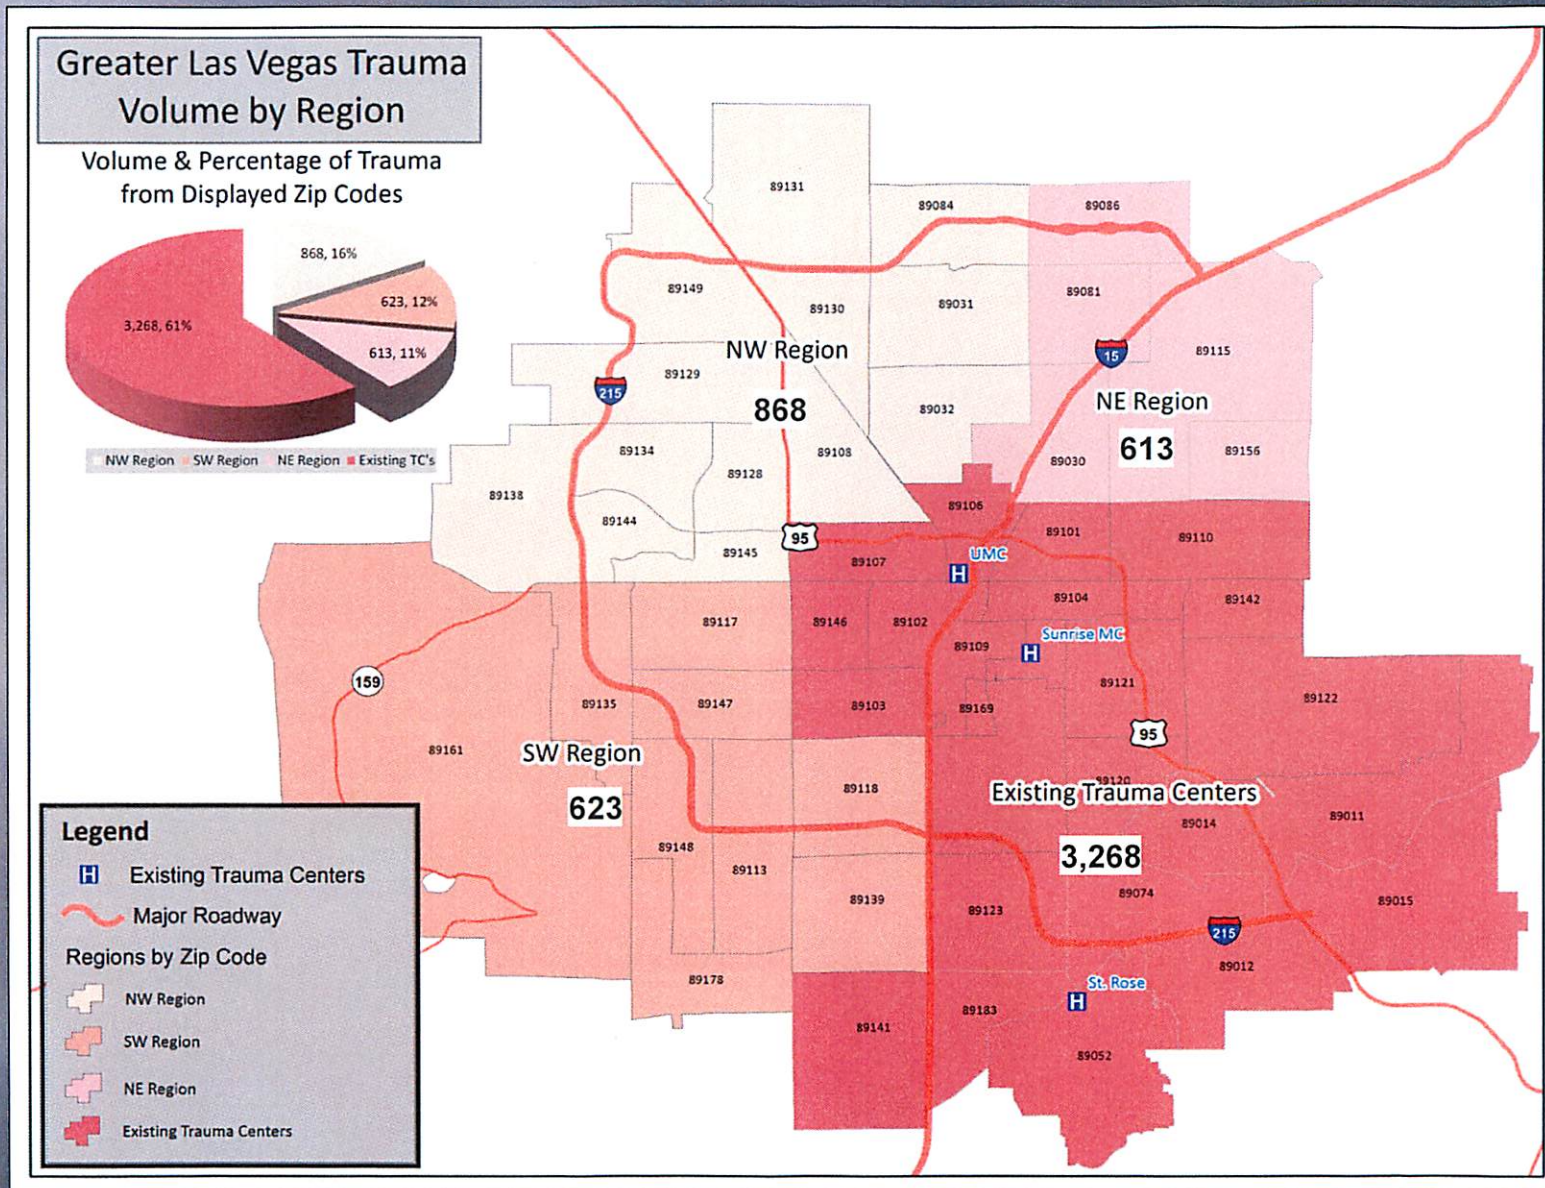 Greater Las Vegas Trauma
Volume by Region
Volume & Percentage of Trauma
from Displayed Zip Codes
868, 16%
623, 12%
3,268, 61%
613, 11%
NW Region SW Region NE Region Existing TC's
89131
89084
89086
89149
89130
89031
89081
15
89115
NW Region
868
89129
215
89032
NE Region
613
89134
89128
89108
89030
89156
89138
89144
89145
95
89106
89101
89110
89107
UMC
H
89117
89146
89102
89104
89142
89109
Sunrise MC
H
159
89135
89147
89103
89169
89121
89122
89161
SW Region
623
95
89118
89120
Existing Trauma Centers
3,268
89014
89011
89148
89113
89139
89123
89074
89015
215
89178
89012
St. Rose
H
89141
89183
89052
Legend
H Existing Trauma Centers
Major Roadway
Regions by Zip Code
NW Region
SW Region
NE Region
Existing Trauma Centers